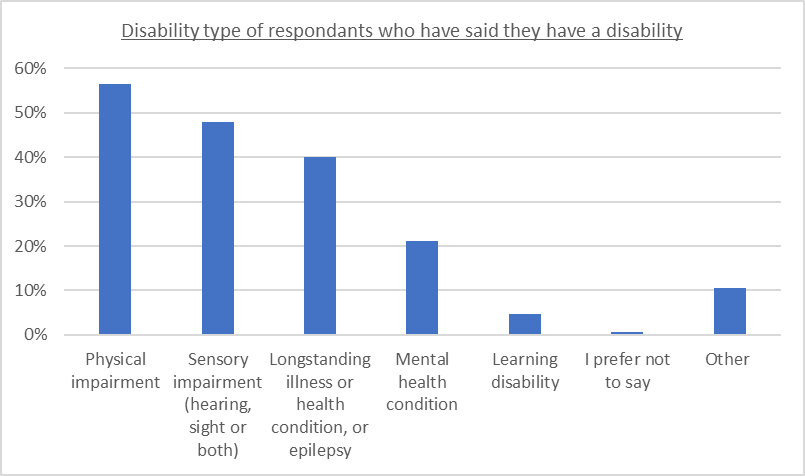 Disability type of respondants who have said they have a disability
60%
50%
40%
30%
20%
10%
0%
Physical
impairment
Sensory
impairment
(hearing,
sight or
both)
Longstanding
illness or
health
condition, or
epilepsy
Mental
health
condition
Learning
disability
I prefer not
to say
Other